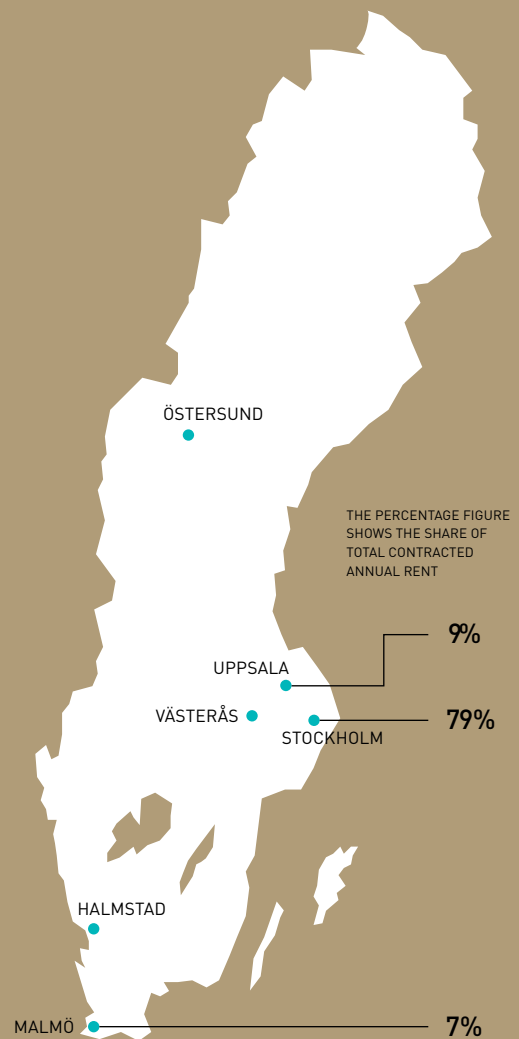 ÖSTERSUND
THE PERCENTAGE FIGURE
SHOWS THE SHARE OF
TOTAL CONTRACTED
ANNUAL RENT
9%
UPPSALA
VÄSTERÅS
79%
STOCKHOLM
HALMSTAD
MALMÖ
7%